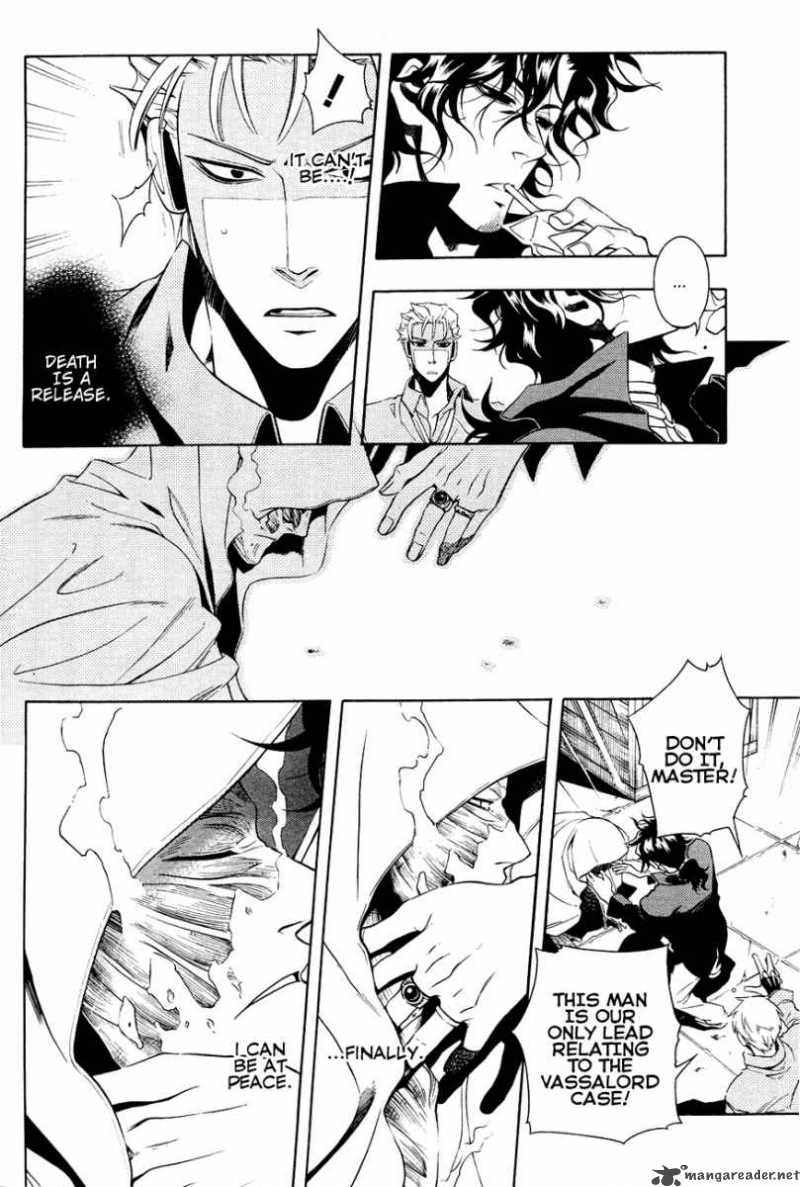 !
IT CAN'T
BE....!
DEATH
IS A
RELEASE.
...
DON'T
DO IT,
MASTER!
THIS MAN
IS OUR
ONLY LEAD
RELATING
TO THE
VASSALORD
CASE!
...FINALLY.
I CAN
BE AT
PEACE.
mangareader.net